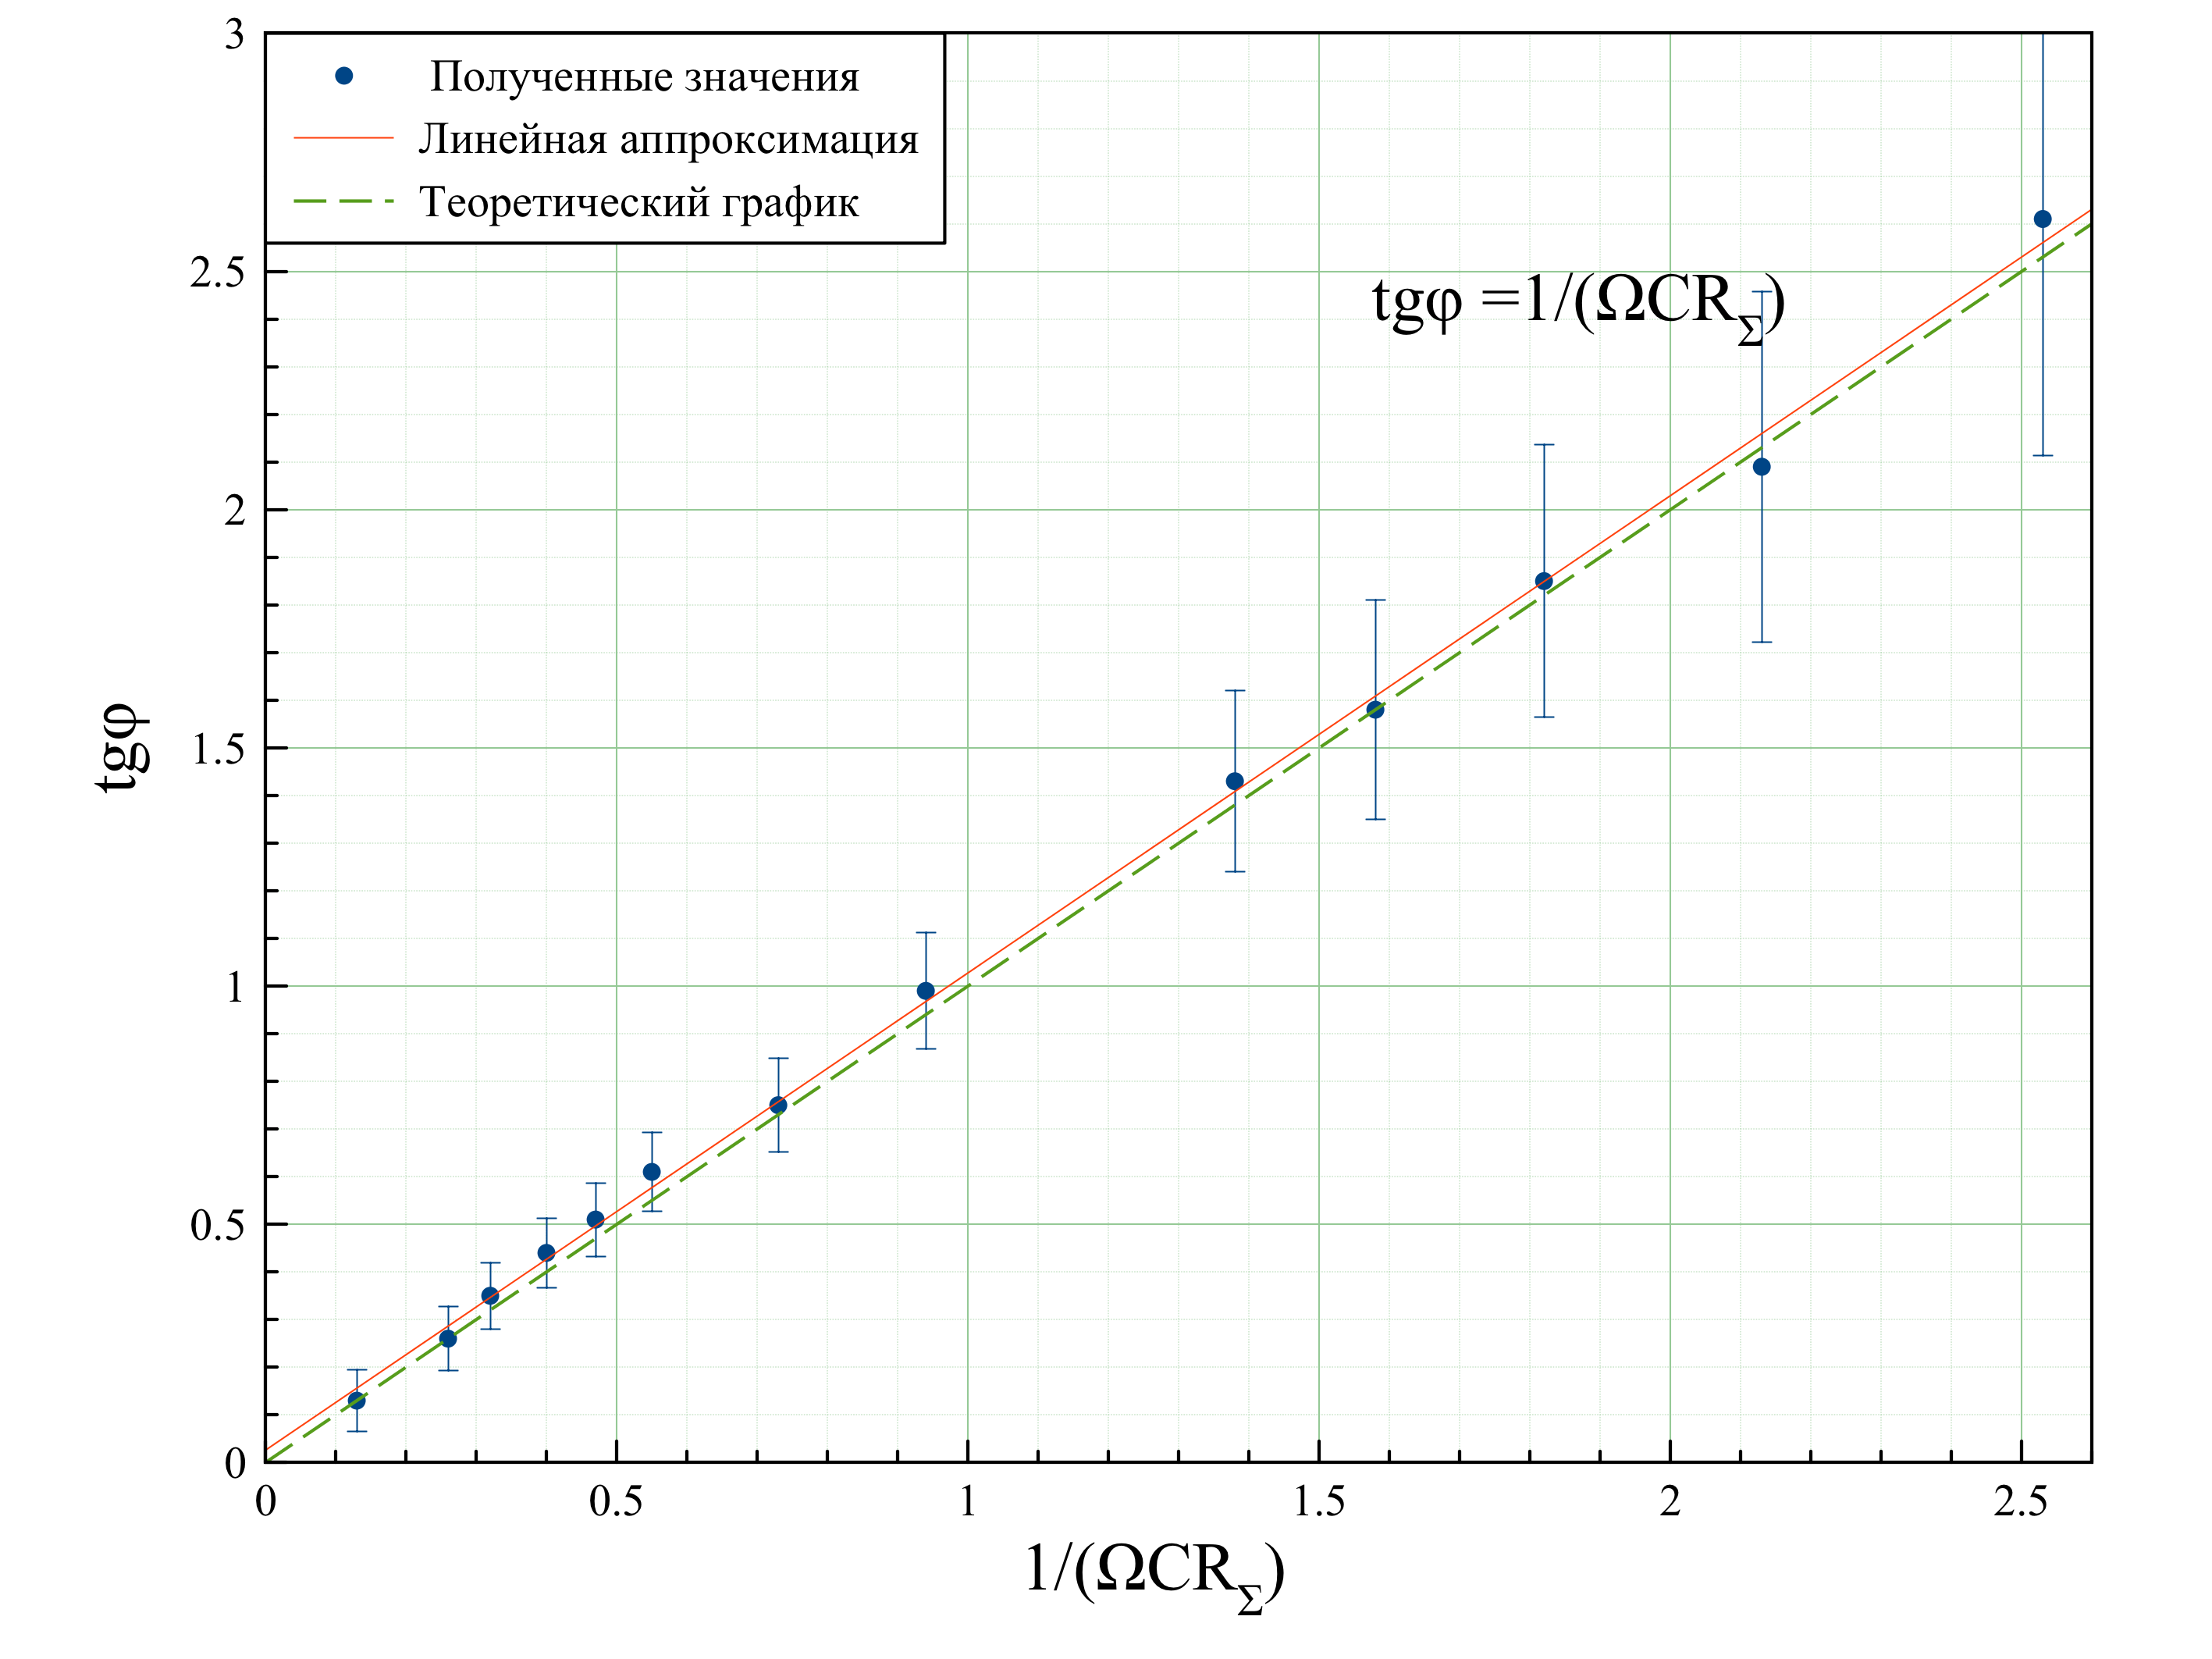 Полученные значения
Линейная аппроксимация
Теоретический график
tgφ =1/(ΩCR_Σ)
3
2.5
2
1.5
1
0.5
0
tgφ
0 0.5 1 1.5 2 2.5
1/(ΩCR_Σ)